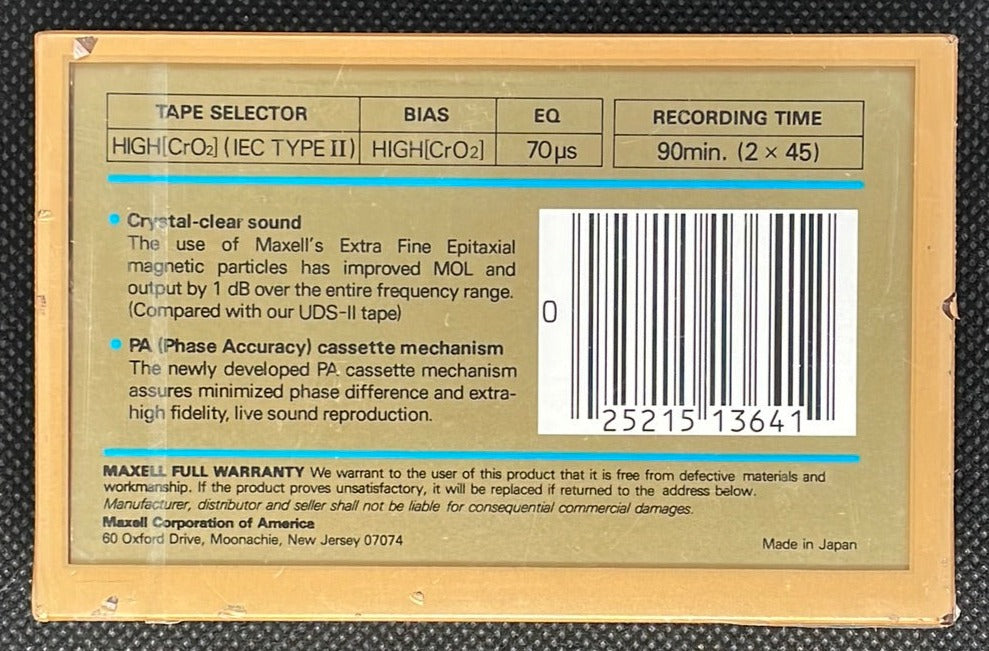 TAPE SELECTOR BIAS EQ RECORDING TIME
HIGH[CrO2] (IEC TYPE II) HIGH[CrO2] 70µs 90min. (2 × 45)
• Crystal-clear sound
The use of Maxell's Extra Fine Epitaxial
magnetic particles has improved MOL and
output by 1 dB over the entire frequency range.
(Compared with our UDS-II tape)
• PA (Phase Accuracy) cassette mechanism
The newly developed PA cassette mechanism
assures minimized phase difference and extra-
high fidelity, live sound reproduction.
0 25215 13641
MAXELL FULL WARRANTY We warrant to the user of this product that it is free from defective materials and
workmanship. If the product proves unsatisfactory, it will be replaced if returned to the address below.
Manufacturer, distributor and seller shall not be liable for consequential commercial damages.
Maxell Corporation of America
60 Oxford Drive, Moonachie, New Jersey 07074
Made in Japan